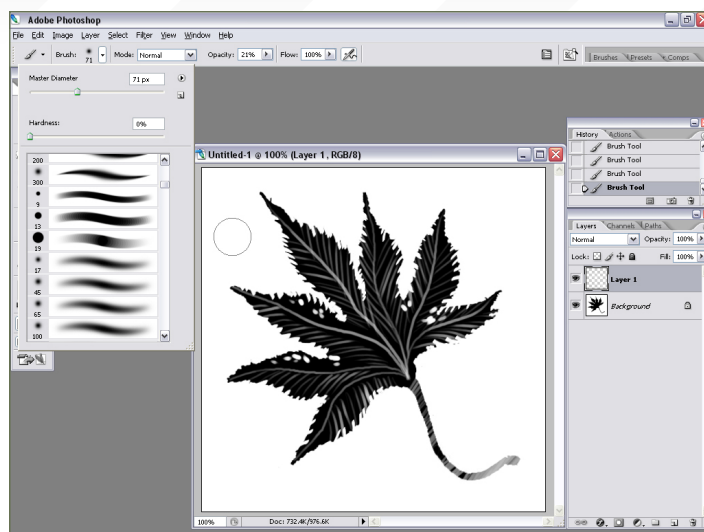 Adobe Photoshop
File Edit Image Layer Select Filter View Window Help
Brush: 71 Mode: Normal Opacity: 21% Flow: 100% Brushes Presets Comps
Master Diameter 71 px
Hardness: 0%
200
300
9
13
19
17
45
65
100
Untitled-1 @ 100% (Layer 1, RGB/8)
100% Doc: 732.4K/976.6K
History Actions
Brush Tool
Brush Tool
Brush Tool
Brush Tool
Layers Channels Paths
Normal Opacity: 100%
Lock: Fill: 100%
Layer 1
Background